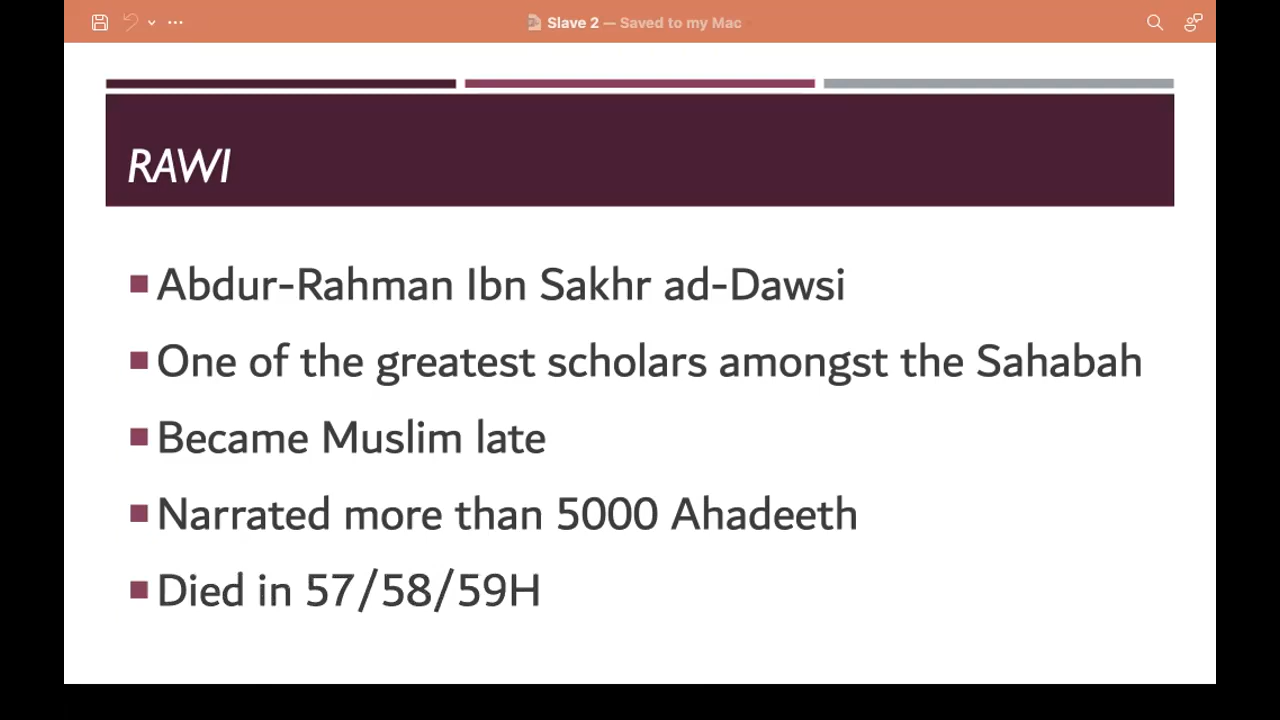 Slave 2 — Saved to my Mac
RAWI
Abdur-Rahman Ibn Sakhr ad-Dawsi
One of the greatest scholars amongst the Sahabah
Became Muslim late
Narrated more than 5000 Ahadeeth
Died in 57/58/59H